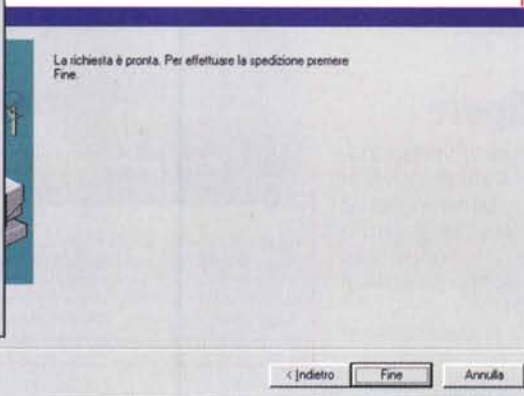 La richiesta è pronta. Per effettuare la spedizione premere
Fine.
< Indietro
Fine
Annulla